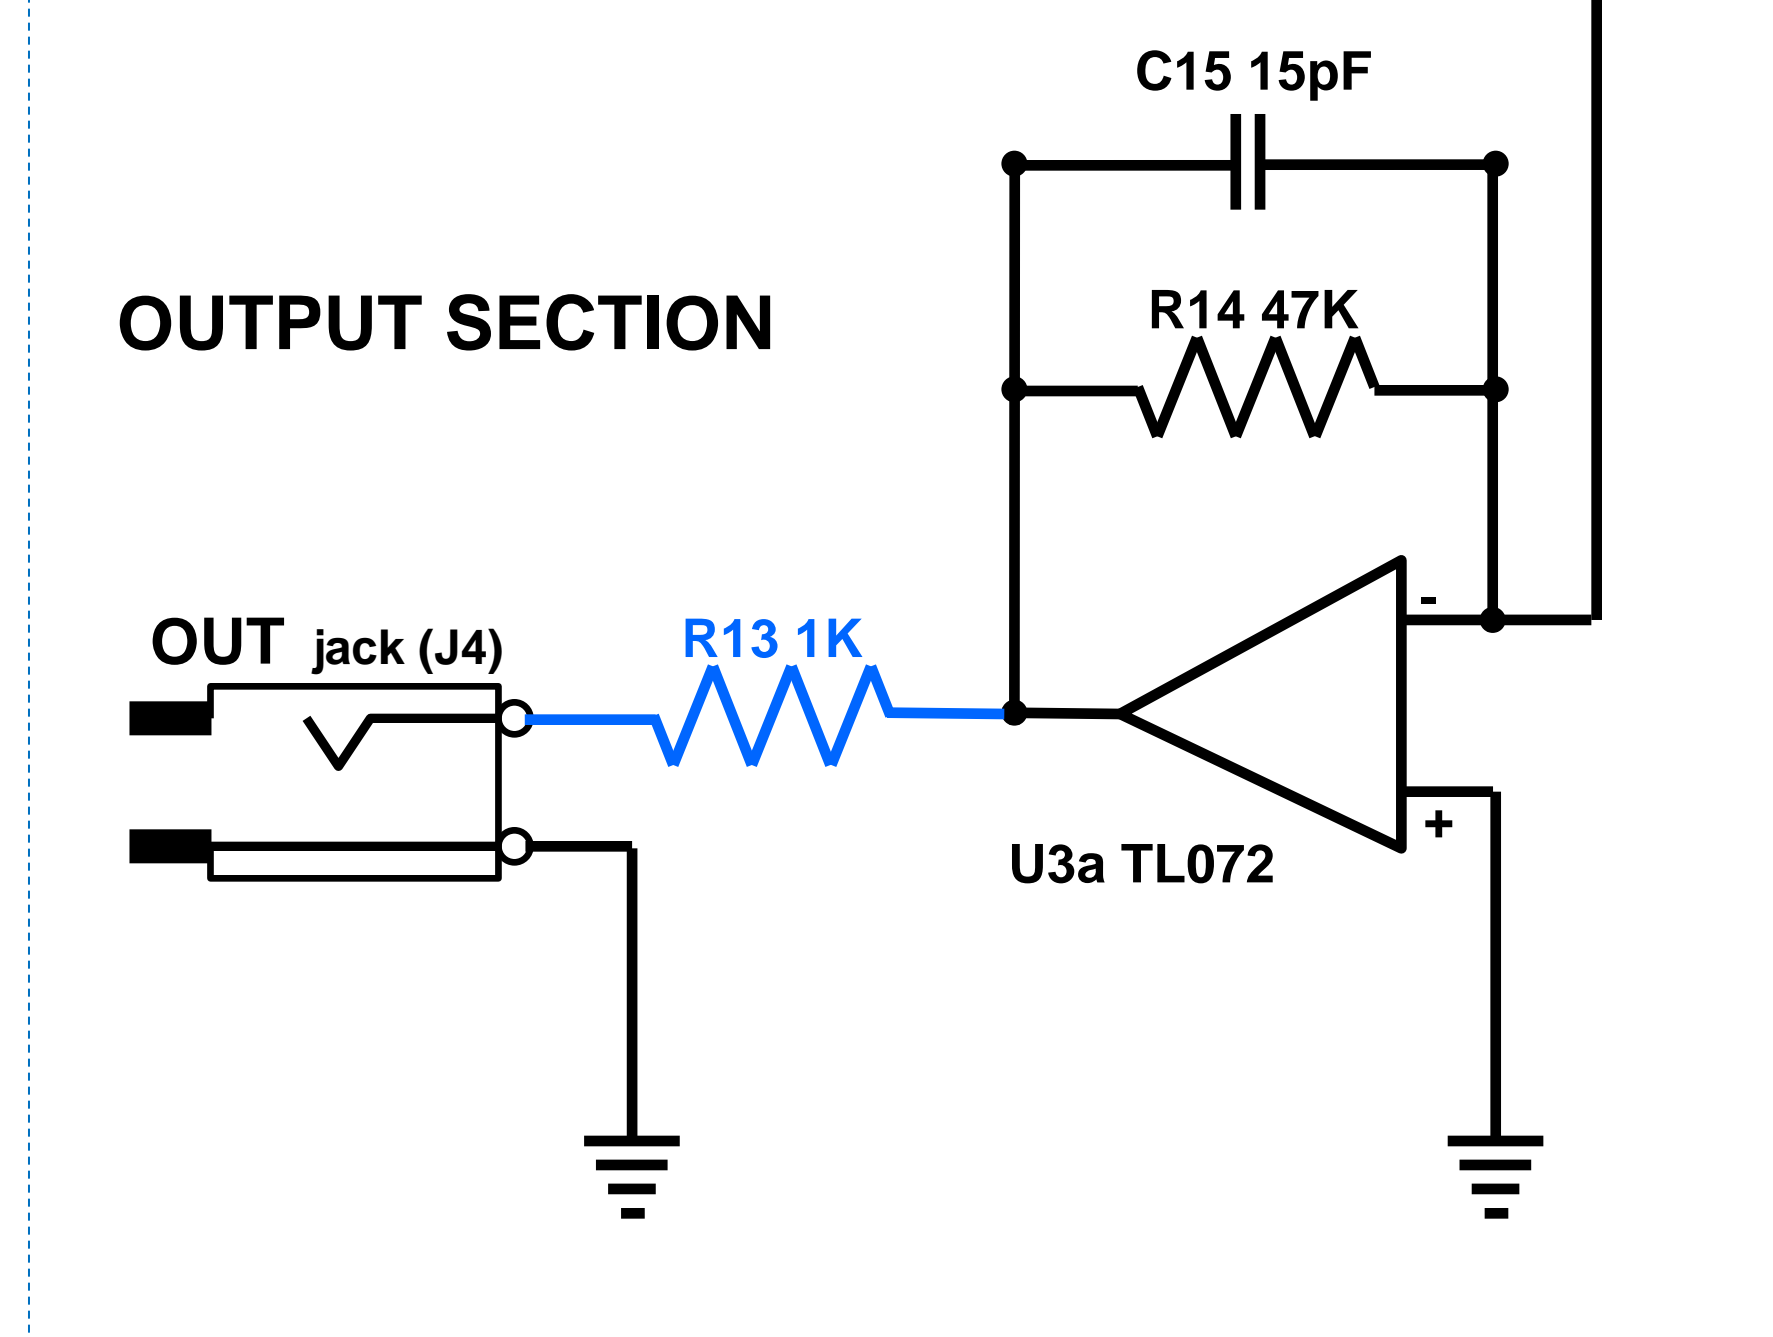 C15 15pF
R14 47K
OUTPUT SECTION
-
OUT jack (J4)
R13 1K
+
U3a TL072